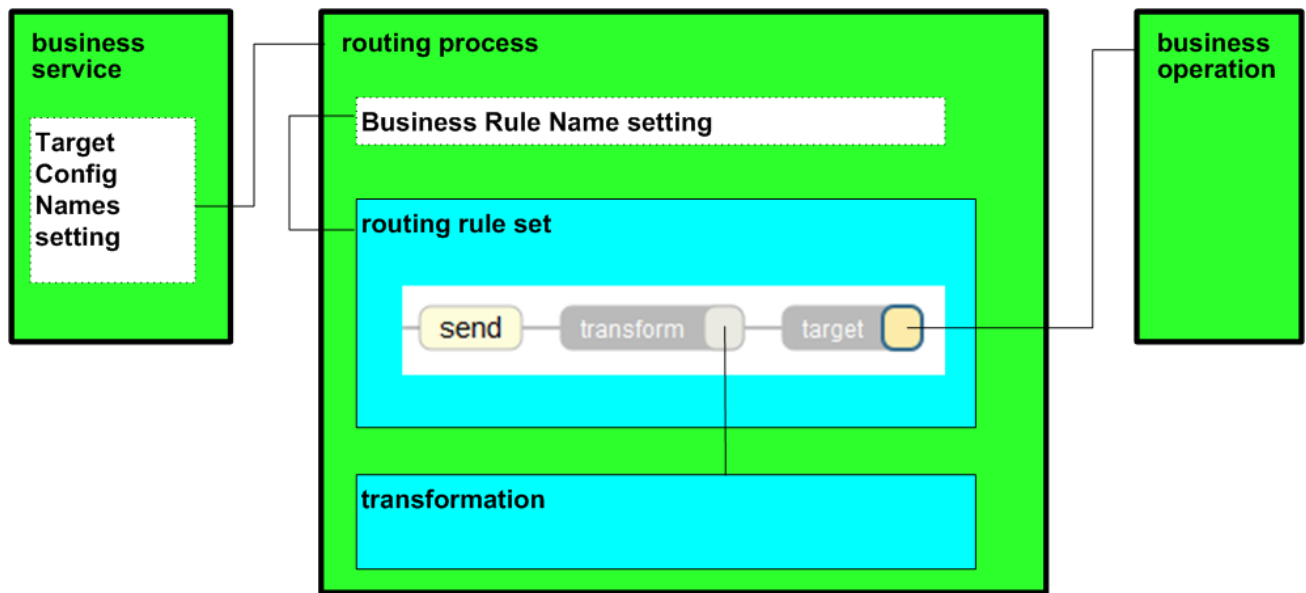 business
service
Target
Config
Names
setting
routing process
Business Rule Name setting
routing rule set
send
transform
target
transformation
business
operation